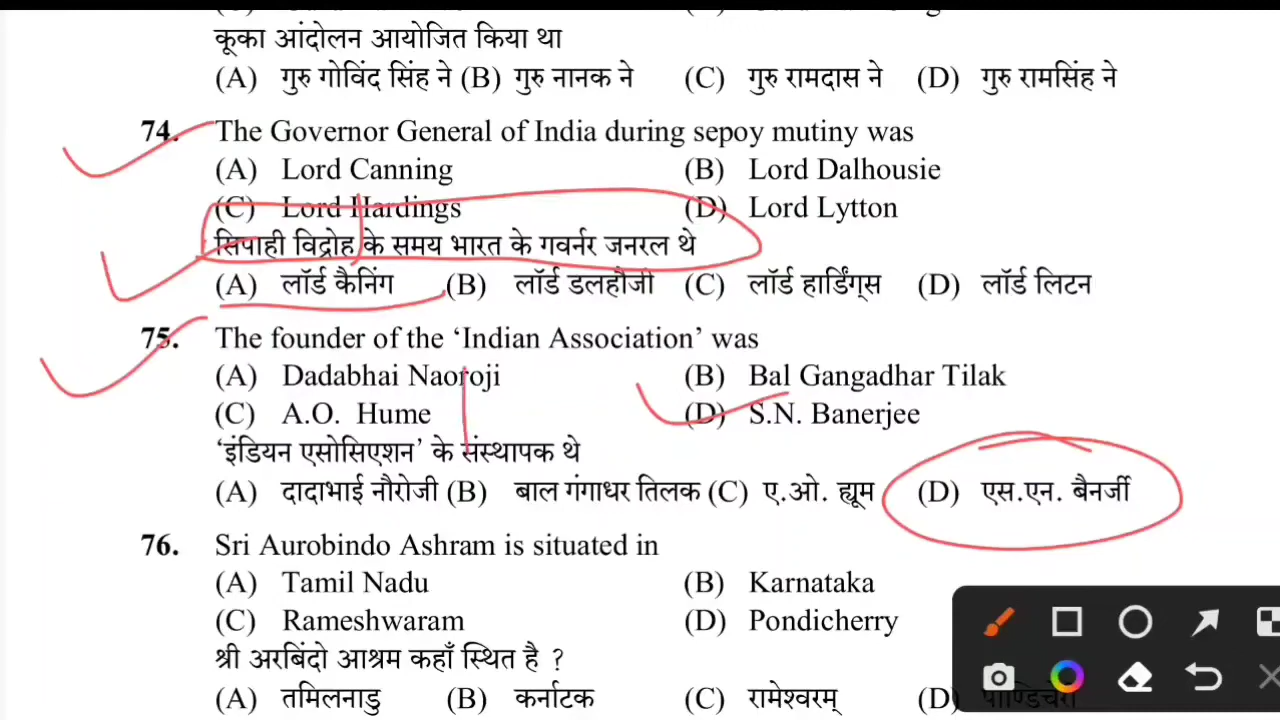 कूका आंदोलन आयोजित किया था
(A) गुरु गोविंद सिंह ने (B) गुरु नानक ने (C) गुरु रामदास ने (D) गुरु रामसिंह ने
74. The Governor General of India during sepoy mutiny was
(A) Lord Canning (B) Lord Dalhousie
(C) Lord Hardings (D) Lord Lytton
सिपाही विद्रोह के समय भारत के गवर्नर जनरल थे
(A) लॉर्ड कैनिंग (B) लॉर्ड डलहौजी (C) लॉर्ड हार्डिंग्स (D) लॉर्ड लिटन
75. The founder of the ‘Indian Association’ was
(A) Dadabhai Naoroji (B) Bal Gangadhar Tilak
(C) A.O. Hume (D) S.N. Banerjee
‘इंडियन एसोसिएशन’ के संस्थापक थे
(A) दादाभाई नौरोजी (B) बाल गंगाधर तिलक (C) ए.ओ. ह्यूम (D) एस.एन. बैनर्जी
76. Sri Aurobindo Ashram is situated in
(A) Tamil Nadu (B) Karnataka
(C) Rameshwaram (D) Pondicherry
श्री अरबिंदो आश्रम कहाँ स्थित है ?
(A) तमिलनाडु (B) कर्नाटक (C) रामेश्वरम् (D)